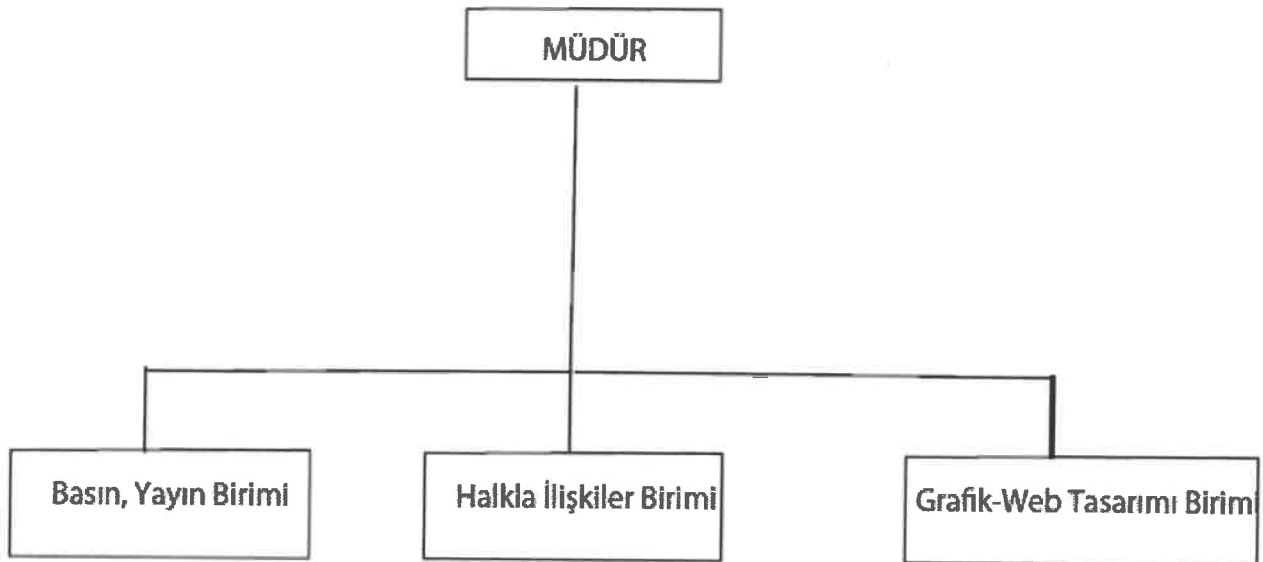 MÜDÜR
Basın, Yayın Birimi
Halkla İlişkiler Birimi
Grafik-Web Tasarımı Birimi